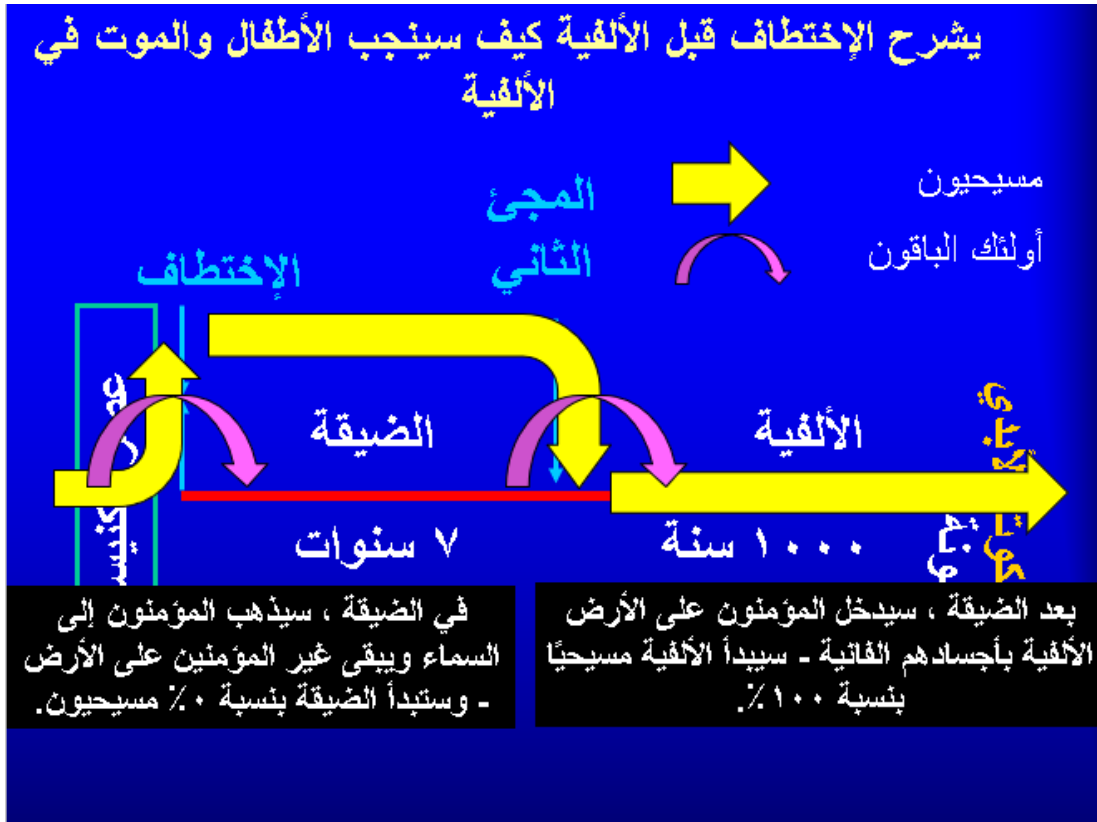 يشرح الإختطاف قبل الألفية كيف سينجب الأطفال والموت في
الألفية
مسيحيون
أولئك الباقون
المجئ
الثاني
الإختطاف
الضيقة
الألفية
٧ سنوات
١٠٠٠ سنة
في الضيقة ، سيذهب المؤمنون إلى
السماء ويبقى غير المؤمنين على الأرض
- وستبدأ الضيقة بنسبة ٠٪ مسيحيون.
بعد الضيقة ، سيدخل المؤمنون على الأرض
الألفية بأجسادهم الفانية - سيبدأ الألفية مسيحيًا
بنسبة ١٠٠٪.